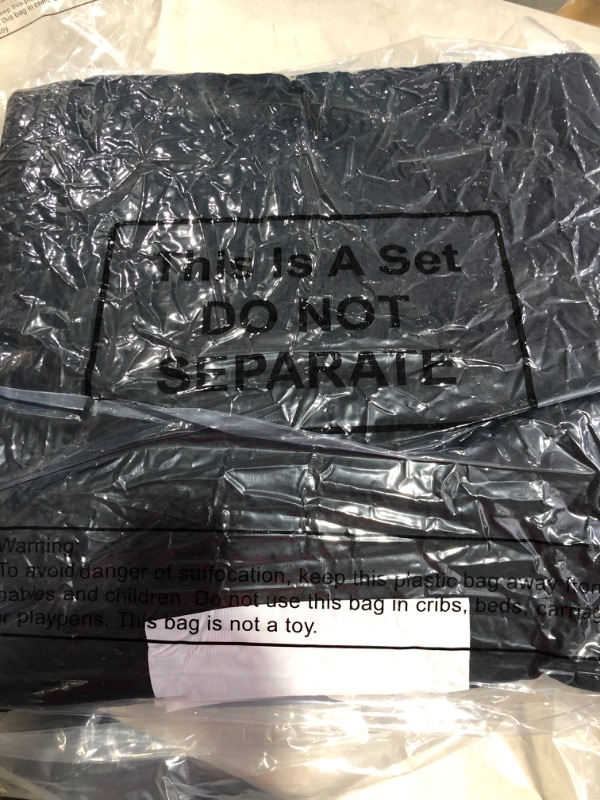 This Is A Set
DO NOT
SEPARATE
Warning:
To avoid danger of suffocation, keep this plastic bag away from
babies and children. Do not use this bag in cribs, beds, carriag
r playpens. This bag is not a toy.